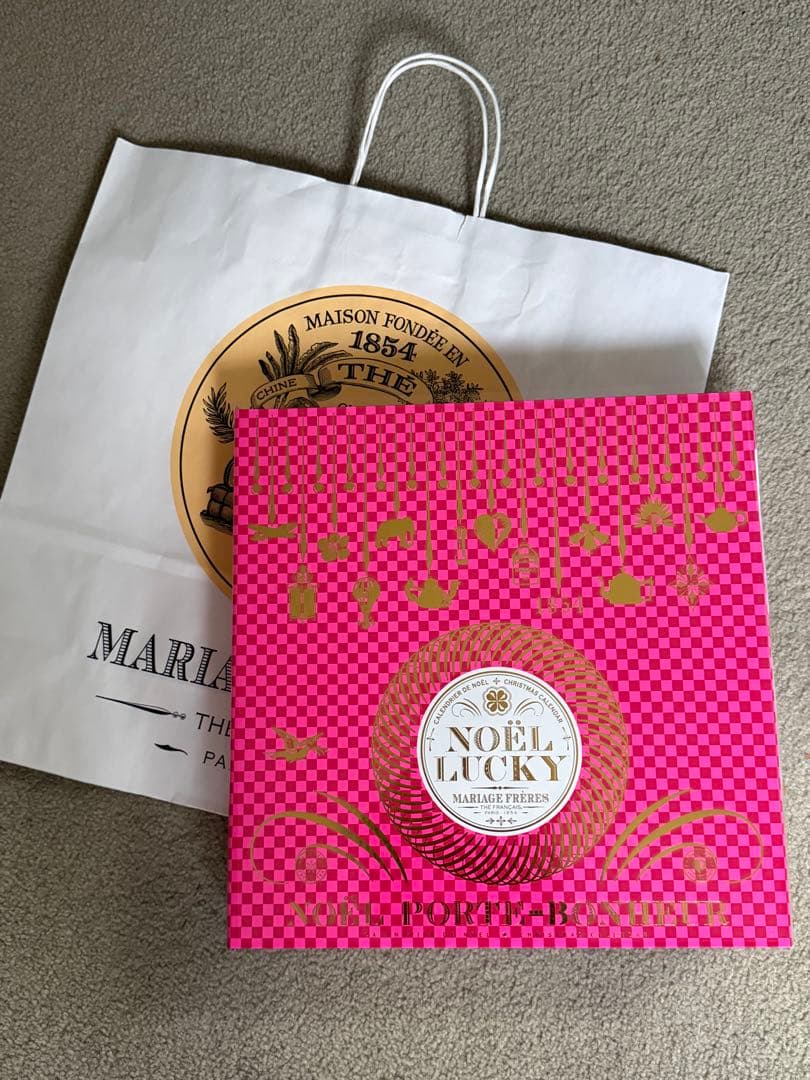 MAISON FONDÉE EN
1854
CHINE
THÉ
MARIA
THE
PA
1854
CALENDRIER DE NOËL ✢ CHRISTMAS CALENDAR
NOËL
LUCKY
MARIAGE FRÈRES
THÉ FRANÇAIS
PARIS · 1854
NOËL PORTE-BONHEUR